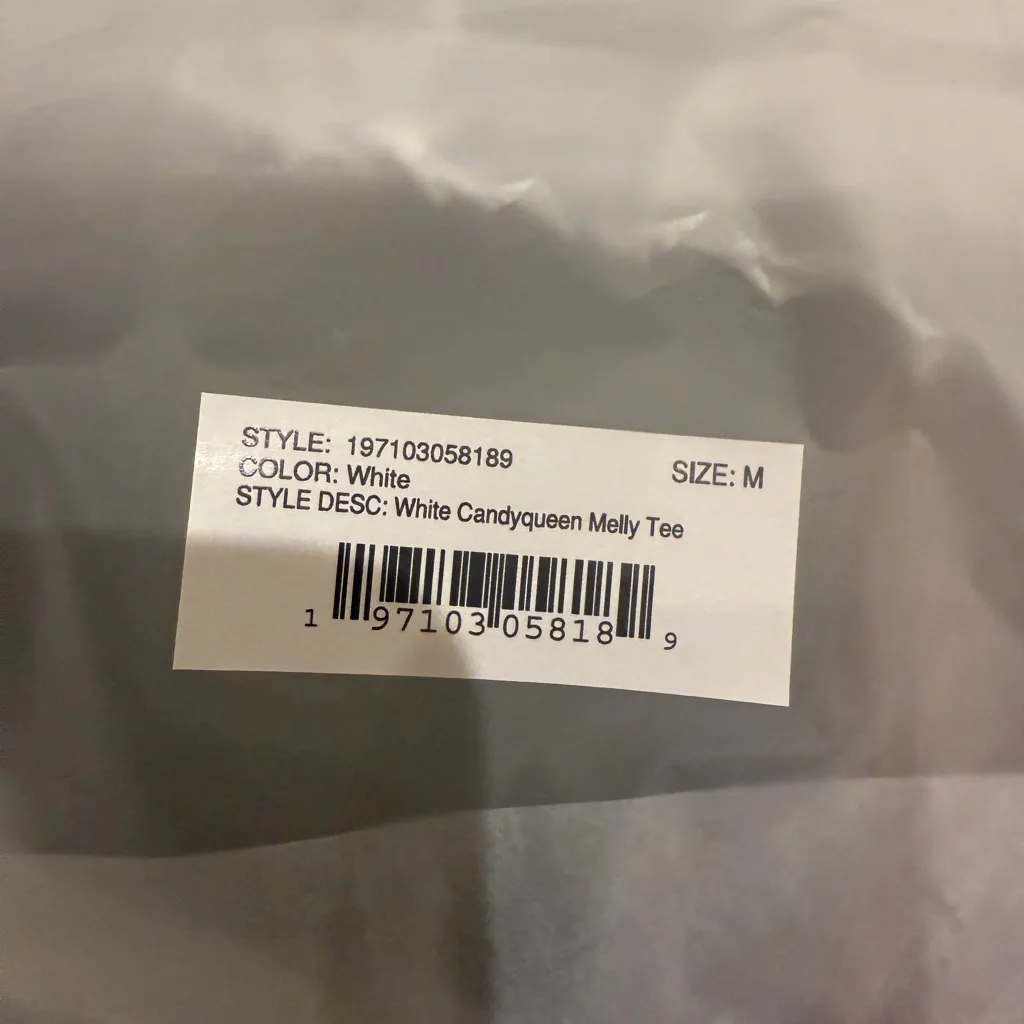 STYLE: 197103058189
SIZE: M
COLOR: White
STYLE DESC: White Candyqueen Melly Tee
1 97103 05818 9